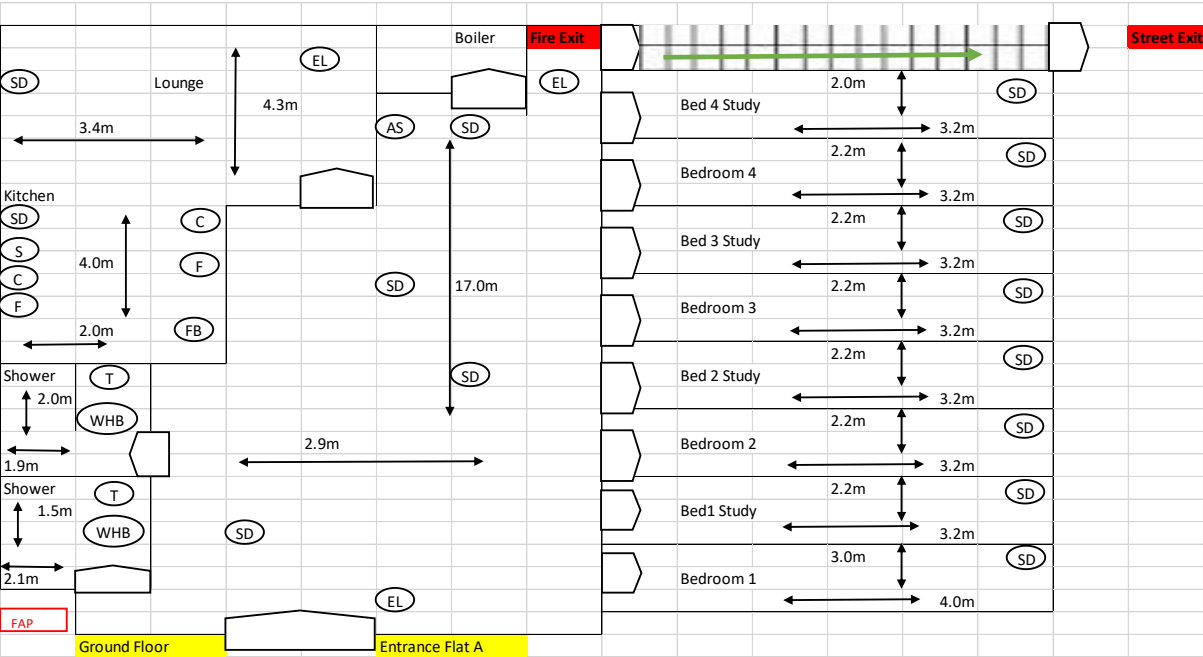 Boiler
Fire Exit
Street Exit
EL
SD
Lounge
EL
4.3m
2.0m
SD
Bed 4 Study
3.4m
AS
SD
3.2m
2.2m
SD
Bedroom 4
Kitchen
3.2m
SD
C
2.2m
SD
S
Bed 3 Study
4.0m
F
3.2m
C
SD
17.0m
2.2m
SD
F
Bedroom 3
2.0m
FB
3.2m
2.2m
SD
Shower
T
SD
Bed 2 Study
2.0m
3.2m
WHB
2.2m
SD
2.9m
Bedroom 2
1.9m
3.2m
Shower
T
2.2m
SD
1.5m
Bed1 Study
WHB
SD
3.2m
3.0m
SD
2.1m
Bedroom 1
EL
4.0m
FAP
Ground Floor
Entrance Flat A